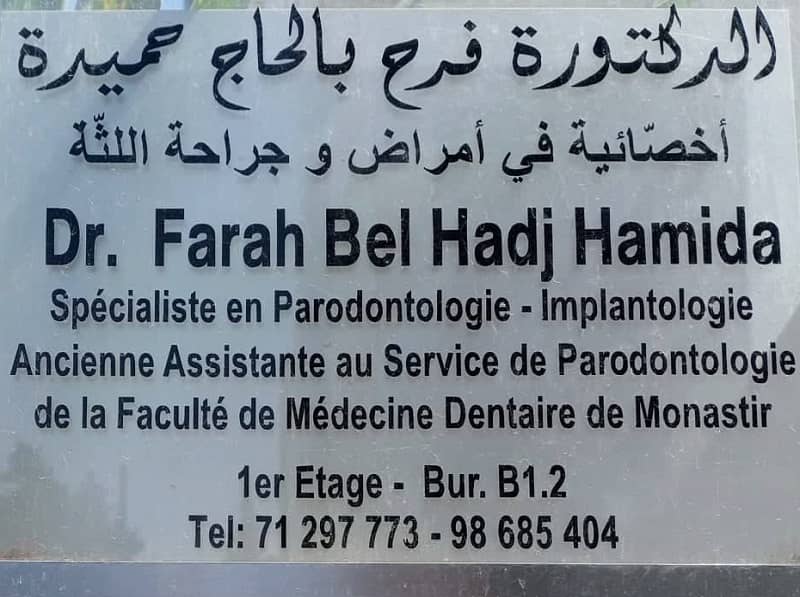 الدكتورة فرح بالحاج حميدة
أخصّائية في أمراض و جراحة اللثّة
Dr. Farah Bel Hadj Hamida
Spécialiste en Parodontologie - Implantologie
Ancienne Assistante au Service de Parodontologie
de la Faculté de Médecine Dentaire de Monastir
1er Etage - Bur. B1.2
Tel: 71 297 773 - 98 685 404